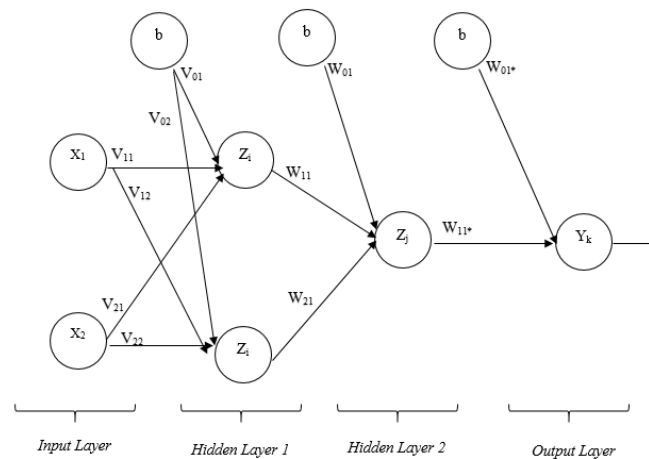 b
b
b
V₀₁
W₀₁
W₀₁*
V₀₂
X₁
V₁₁
Zᵢ
V₁₂
W₁₁
Zⱼ
W₁₁*
Yₖ
V₂₁
W₂₁
X₂
V₂₂
Zᵢ
Input Layer
Hidden Layer 1
Hidden Layer 2
Output Layer